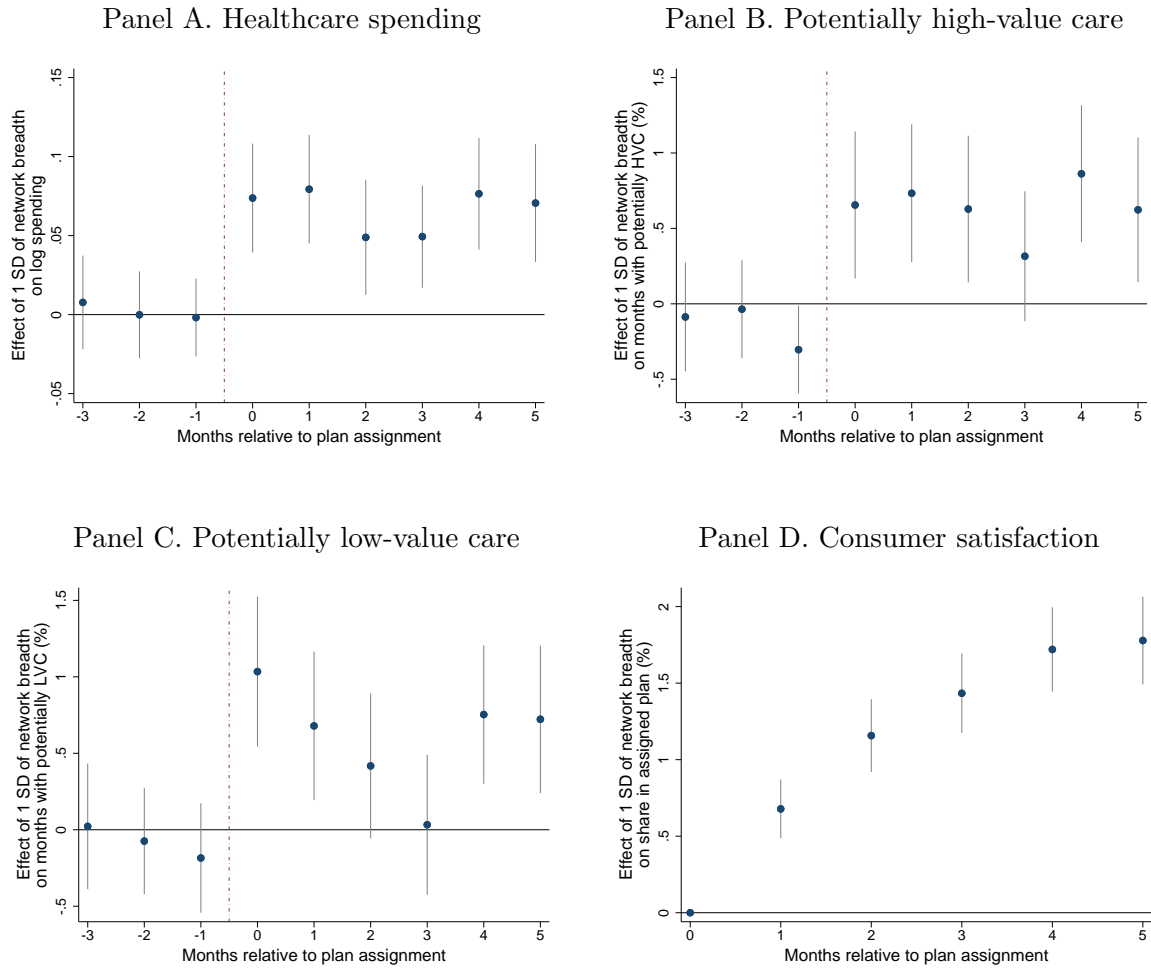 Panel A. Healthcare spending
Effect of 1 SD of network breadth
on log spending
.15
.1
.05
0
-.05
-3 -2 -1 0 1 2 3 4 5
Months relative to plan assignment
Panel B. Potentially high-value care
Effect of 1 SD of network breadth
on months with potentially HVC (%)
1.5
1
.5
0
-.5
-3 -2 -1 0 1 2 3 4 5
Months relative to plan assignment
Panel C. Potentially low-value care
Effect of 1 SD of network breadth
on months with potentially LVC (%)
1.5
1
.5
0
-.5
-3 -2 -1 0 1 2 3 4 5
Months relative to plan assignment
Panel D. Consumer satisfaction
Effect of 1 SD of network breadth
on share in assigned plan (%)
2
1.5
1
.5
0
0 1 2 3 4 5
Months relative to plan assignment